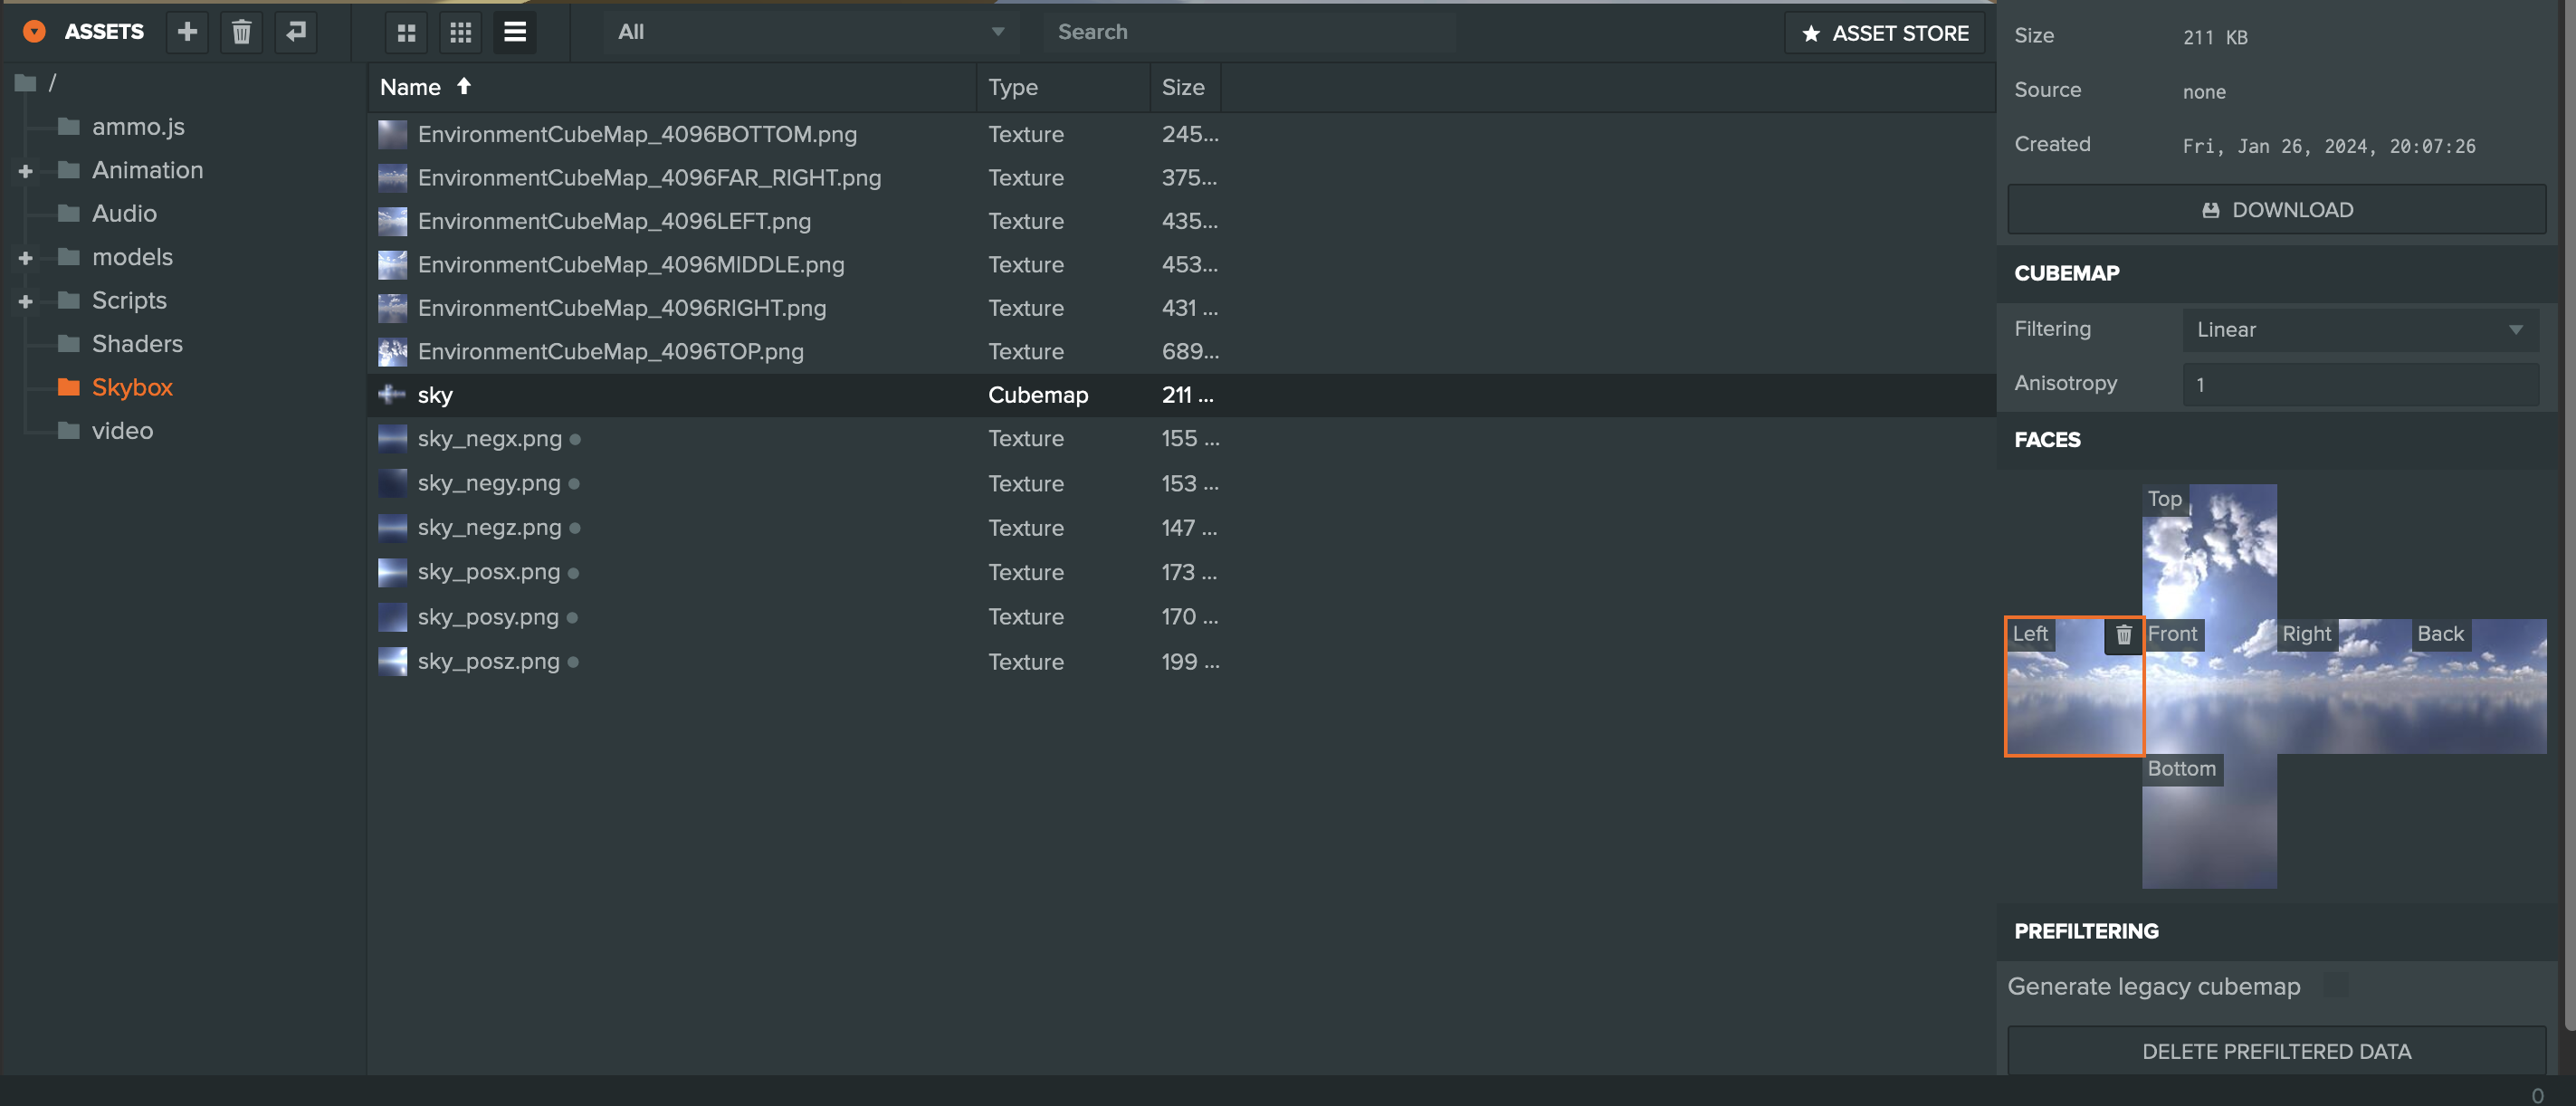 ASSETS
All
Search
ASSET STORE
/
ammo.js
Animation
Audio
models
Scripts
Shaders
Skybox
video
Name Type Size
EnvironmentCubeMap_4096BOTTOM.png Texture 245...
EnvironmentCubeMap_4096FAR_RIGHT.png Texture 375...
EnvironmentCubeMap_4096LEFT.png Texture 435...
EnvironmentCubeMap_4096MIDDLE.png Texture 453...
EnvironmentCubeMap_4096RIGHT.png Texture 431 ...
EnvironmentCubeMap_4096TOP.png Texture 689...
sky Cubemap 211 ...
sky_negx.png Texture 155 ...
sky_negy.png Texture 153 ...
sky_negz.png Texture 147 ...
sky_posx.png Texture 173 ...
sky_posy.png Texture 170 ...
sky_posz.png Texture 199 ...
Size 211 KB
Source none
Created Fri, Jan 26, 2024, 20:07:26
DOWNLOAD
CUBEMAP
Filtering Linear
Anisotropy 1
FACES
Top
Left Front Right Back
Bottom
PREFILTERING
Generate legacy cubemap
DELETE PREFILTERED DATA
0